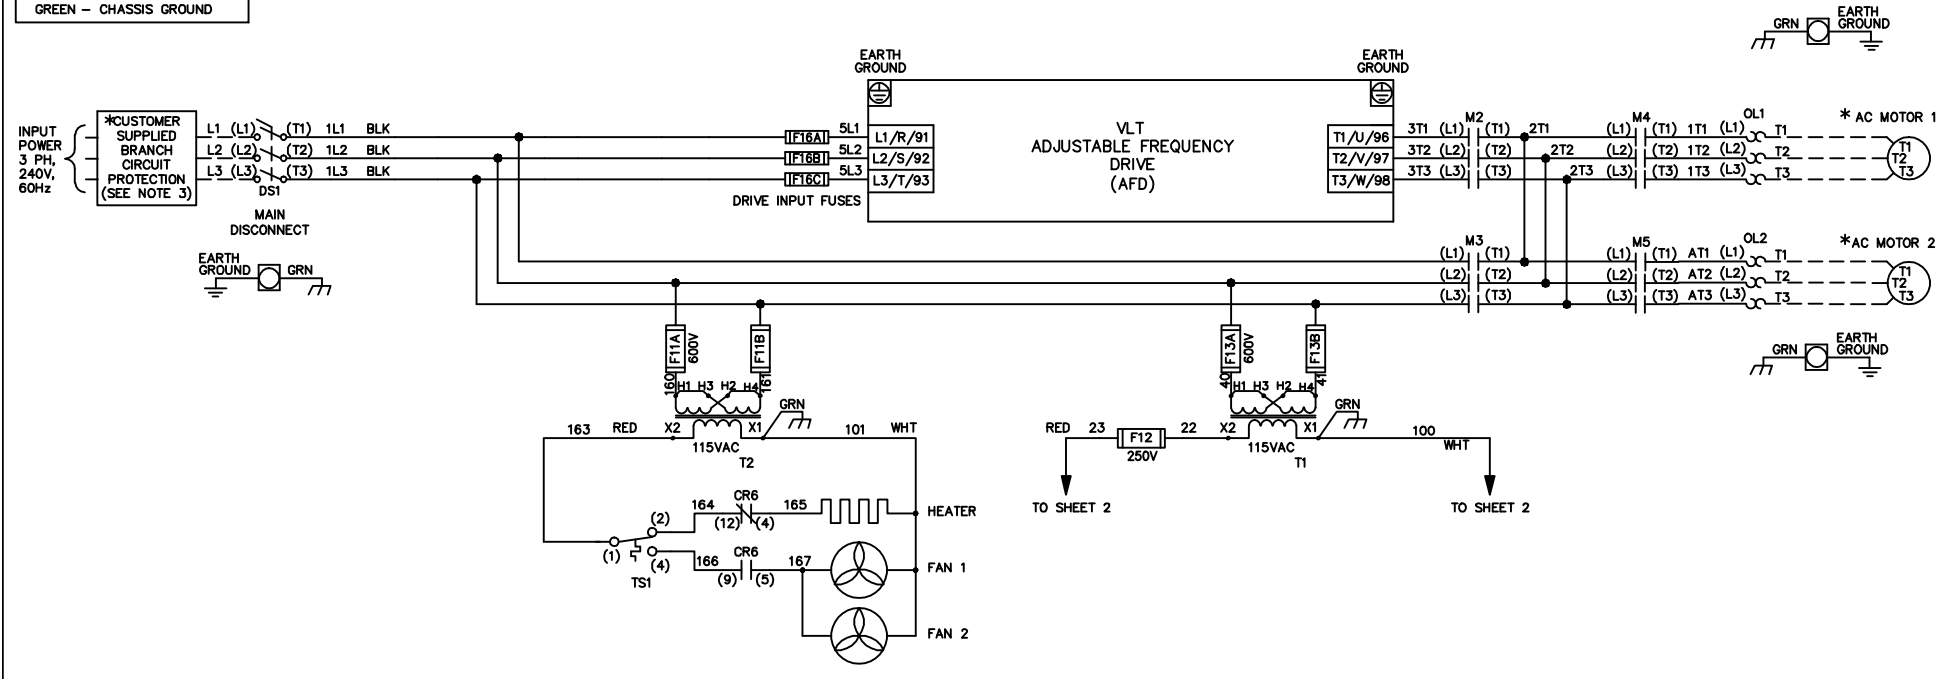 GREEN – CHASSIS GROUND
EARTH
GROUND
GRN
EARTH
GROUND
EARTH
GROUND
INPUT
POWER
3 PH,
240V,
60Hz
*CUSTOMER
SUPPLIED
BRANCH
CIRCUIT
PROTECTION
(SEE NOTE 3)
L1 (L1) (T1) 1L1 BLK
L2 (L2) (T2) 1L2 BLK
L3 (L3) (T3) 1L3 BLK
DS1
MAIN
DISCONNECT
F16A 5L1 L1/R/91
F16B 5L2 L2/S/92
F16C 5L3 L3/T/93
DRIVE INPUT FUSES
VLT
ADJUSTABLE FREQUENCY
DRIVE
(AFD)
M2 M4 OL1 * AC MOTOR 1
T1/U/96 3T1 (L1) (T1) 2T1 (L1) (T1) 1T1 (L1) T1
T2/V/97 3T2 (L2) (T2) 2T2 (L2) (T2) 1T2 (L2) T2
T3/W/98 3T3 (L3) (T3) 2T3 (L3) (T3) 1T3 (L3) T3
T1
T2
T3
EARTH
GROUND GRN
M3 M5 OL2 *AC MOTOR 2
(L1) (T1) (L1) (T1) AT1 (L1) T1
(L2) (T2) (L2) (T2) AT2 (L2) T2
(L3) (T3) (L3) (T3) AT3 (L3) T3
T1
T2
T3
F11A
600V
F11B
160
161
H1 H3 H2 H4
GRN
163 RED X2 X1 101 WHT
115VAC
T2
F13A
600V
F13B
40
41
H1 H3 H2 H4
GRN
RED 23 F12 22 X2 X1 100
WHT
250V
115VAC
T1
TO SHEET 2
TO SHEET 2
GRN
EARTH
GROUND
164 CR6 165
(12) (4)
HEATER
(2)
(1)
(4)
TS1
166 CR6 167
(9) (5)
FAN 1
FAN 2